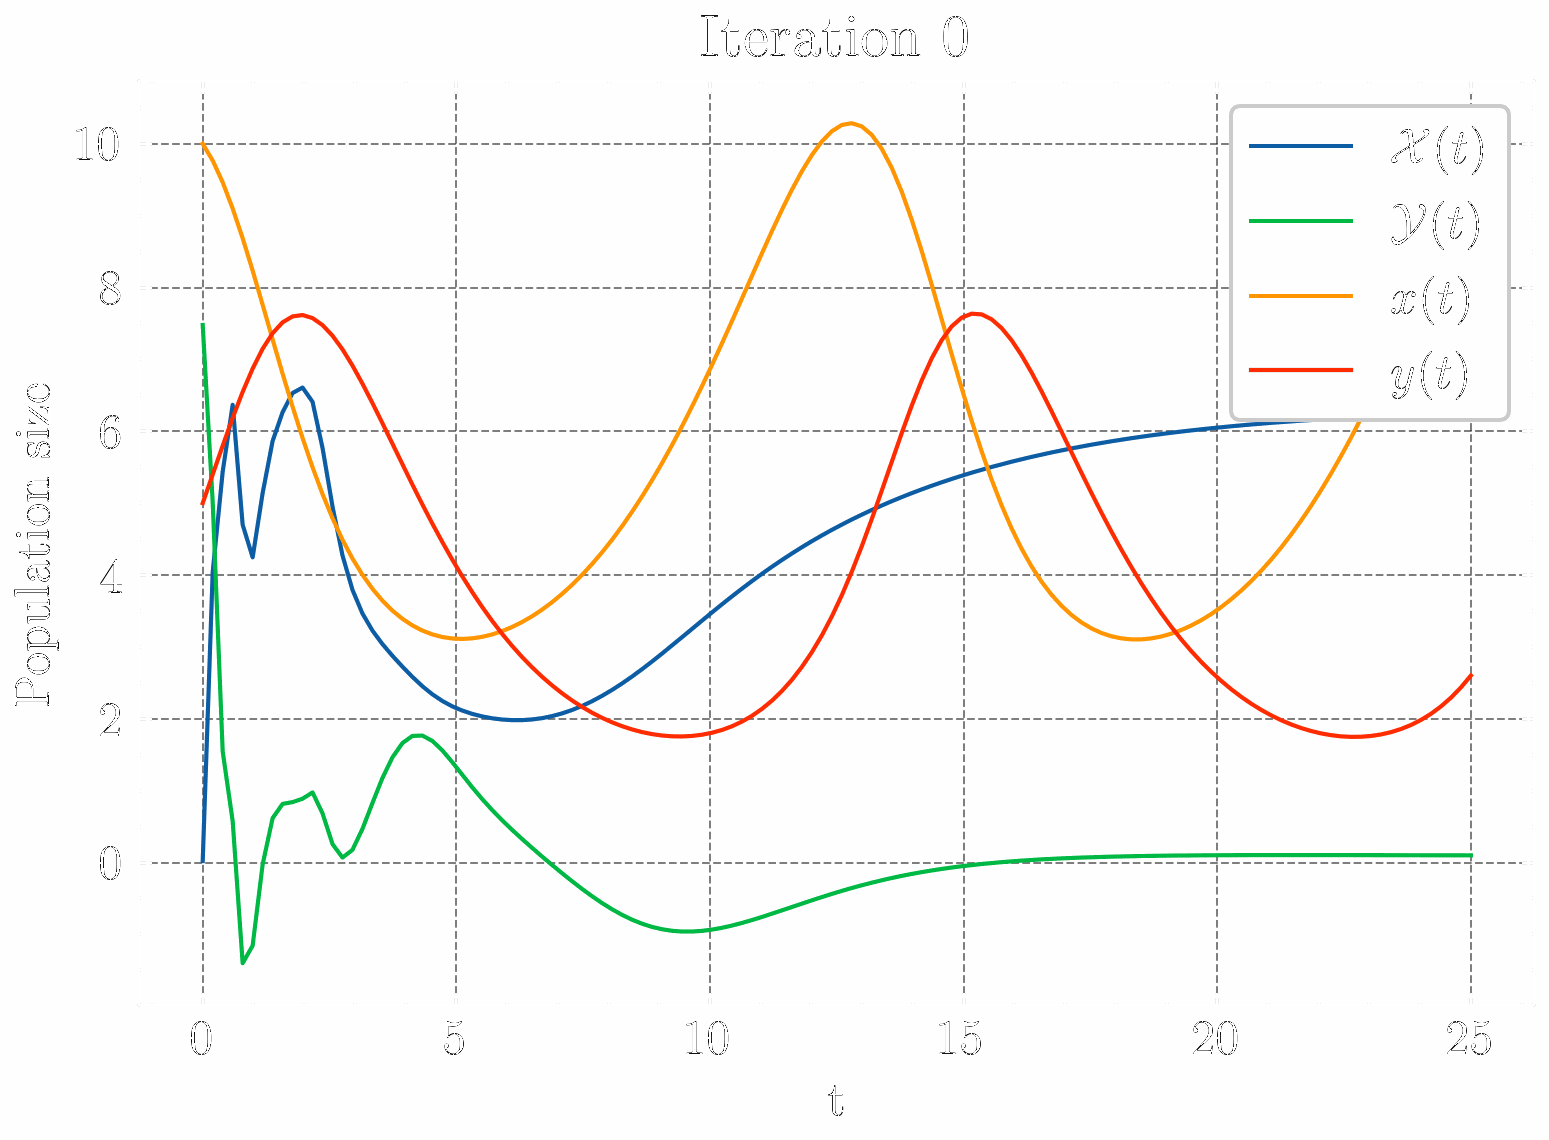 Iteration 0
10
8
6
4
2
0
Population size
0 5 10 15 20 25
t
𝒳(t)
𝒴(t)
x(t)
y(t)